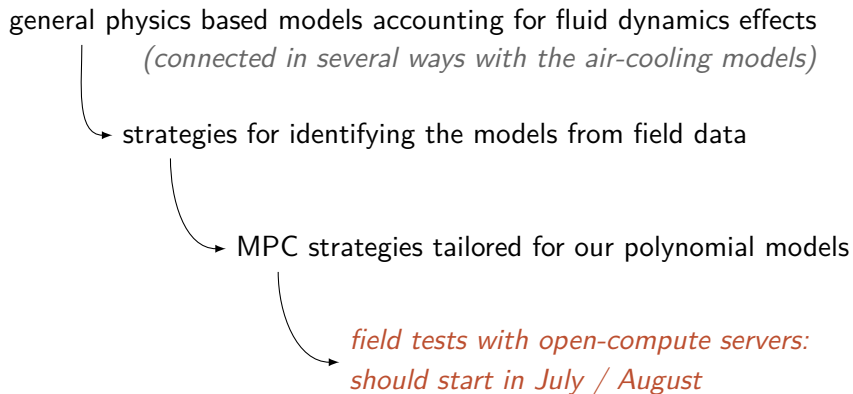 general physics based models accounting for fluid dynamics effects
(connected in several ways with the air-cooling models)
strategies for identifying the models from field data
MPC strategies tailored for our polynomial models
field tests with open-compute servers:
should start in July / August